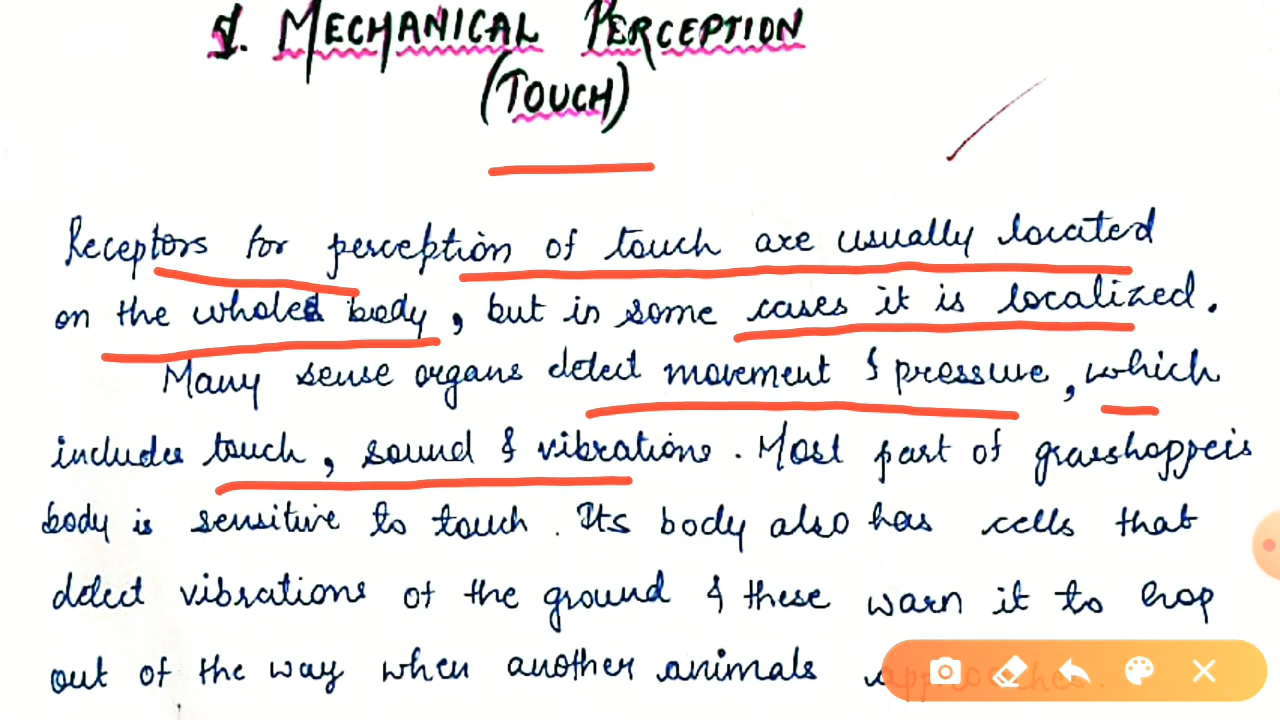 1. MECHANICAL PERCEPTION
(TOUCH)
Receptors for perception of touch are usually located
on the whole body, but in some cases it is localized.
Many sense organs detect movement & pressure, which
includes touch, sound & vibrations. Most part of grasshopper's
body is sensitive to touch. Its body also has cells that
detect vibrations of the ground & these warn it to hop
out of the way when another animals approaches.